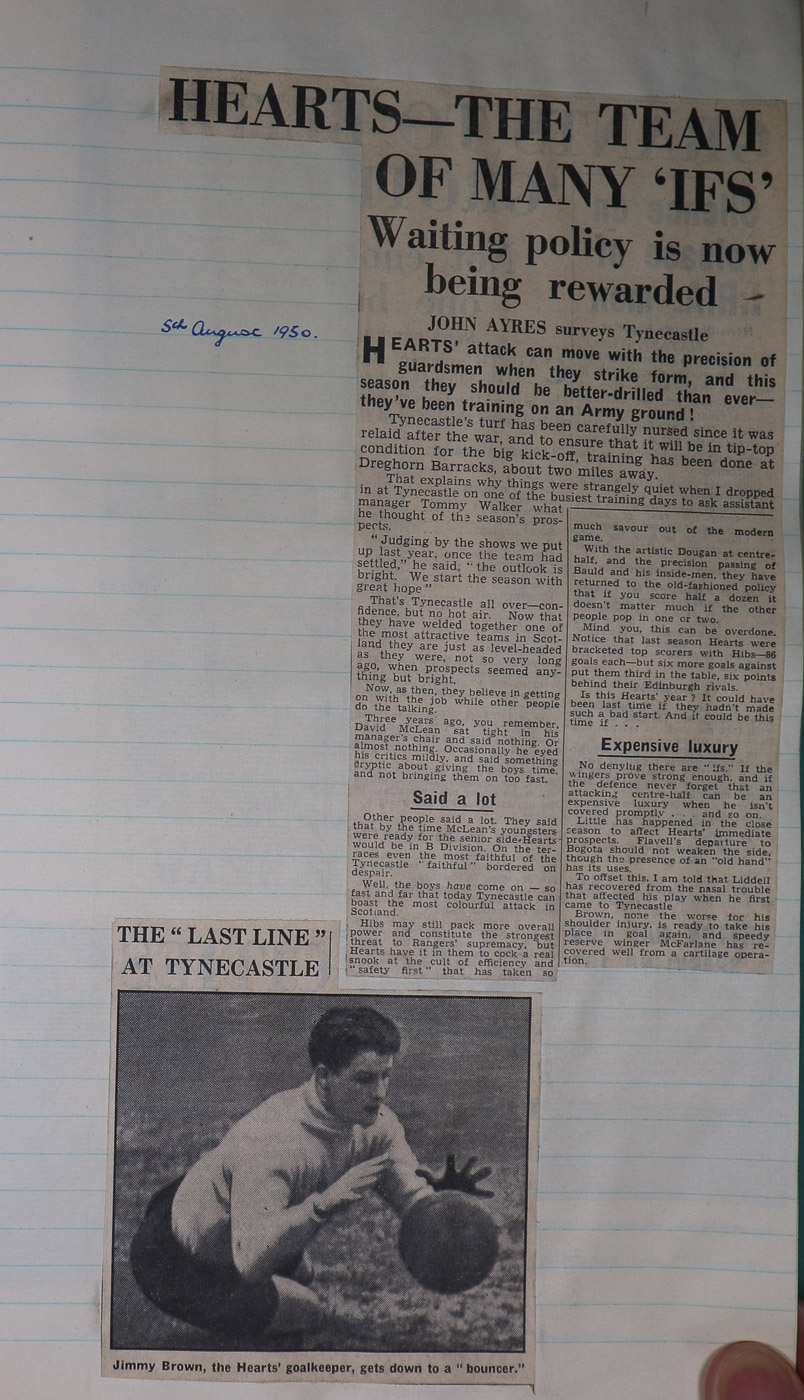 HEARTS—THE TEAM
OF MANY ‘IFS’
Waiting policy is now
being rewarded –
5th August 1950.
JOHN AYRES surveys Tynecastle
HEARTS' attack can move with the precision of
guardsmen when they strike form, and this
season they should be better-drilled than ever—
they've been training on an Army ground!
Tynecastle's turf has been carefully nursed since it was
relaid after the war, and to ensure that it will be in tip-top
condition for the big kick-off, training has been done at
Dreghorn Barracks, about two miles away.
That explains why things were strangely quiet when I dropped
in at Tynecastle on one of the busiest training days to ask assistant
manager Tommy Walker what
he thought of the season's pros-
pects.
"Judging by the shows we put
up last year, once the team had
settled," he said, "the outlook is
bright. We start the season with
great hope"
That's Tynecastle all over—con-
fidence, but no hot air. Now that
they have welded together one of
the most attractive teams in Scot-
land they are just as level-headed
as they were, not so very long
ago, when prospects seemed any-
thing but bright.
Now, as then, they believe in getting
on with the job while other people
do the talking.
Three years ago, you remember,
David McLean sat tight in his
manager's chair and said nothing. Or
almost nothing. Occasionally he eyed
his critics mildly, and said something
cryptic about giving the boys time,
and not bringing them on too fast.
Said a lot
Other people said a lot. They said
that by the time McLean's youngsters
were ready for the senior side Hearts
would be in B Division. On the ter-
races even the most faithful of the
Tynecastle "faithful" bordered on
despair.
Well, the boys have come on — so
fast and far that today Tynecastle can
boast the most colourful attack in
Scotland.
Hibs may still pack more overall
power and constitute the strongest
threat to Rangers' supremacy, but
Hearts have it in them to cock a real
snook at the cult of efficiency and
"safety first" that has taken so
much savour out of the modern
game.
With the artistic Dougan at centre-
half, and the precision passing of
Bauld and his inside-men, they have
returned to the old-fashioned policy
that if you score half a dozen it
doesn't matter much if the other
people pop in one or two.
Mind you, this can be overdone.
Notice that last season Hearts were
bracketed top scorers with Hibs—86
goals each—but six more goals against
put them third in the table, six points
behind their Edinburgh rivals.
Is this Hearts' year? It could have
been last time if they hadn't made
such a bad start. And it could be this
time if . . .
Expensive luxury
No denying there are "ifs." If the
wingers prove strong enough, and if
the defence never forget that an
attacking centre-half can be an
expensive luxury when he isn't
covered promptly . . . and so on.
Little has happened in the close
season to affect Hearts' immediate
prospects. Flavell's departure to
Bogota should not weaken the side,
though the presence of an "old hand"
has its uses.
To offset this, I am told that Liddell
has recovered from the nasal trouble
that affected his play when he first
came to Tynecastle
Brown, none the worse for his
shoulder injury, is ready to take his
place in goal again, and speedy
reserve winger McFarlane has re-
covered well from a cartilage opera-
tion.
THE "LAST LINE"
AT TYNECASTLE
Jimmy Brown, the Hearts' goalkeeper, gets down to a "bouncer."